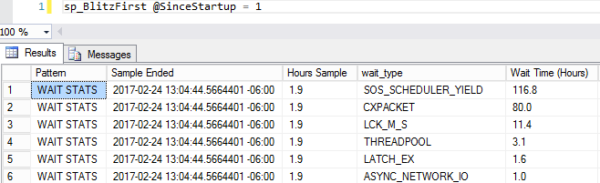 1 sp_BlitzFirst @SinceStartup = 1
100 %
Results Messages
Pattern Sample Ended Hours Sample wait_type Wait Time (Hours)
1 WAIT STATS 2017-02-24 13:04:44.5664401 -06:00 1.9 SOS_SCHEDULER_YIELD 116.8
2 WAIT STATS 2017-02-24 13:04:44.5664401 -06:00 1.9 CXPACKET 80.0
3 WAIT STATS 2017-02-24 13:04:44.5664401 -06:00 1.9 LCK_M_S 11.4
4 WAIT STATS 2017-02-24 13:04:44.5664401 -06:00 1.9 THREADPOOL 3.1
5 WAIT STATS 2017-02-24 13:04:44.5664401 -06:00 1.9 LATCH_EX 1.6
6 WAIT STATS 2017-02-24 13:04:44.5664401 -06:00 1.9 ASYNC_NETWORK_IO 1.0